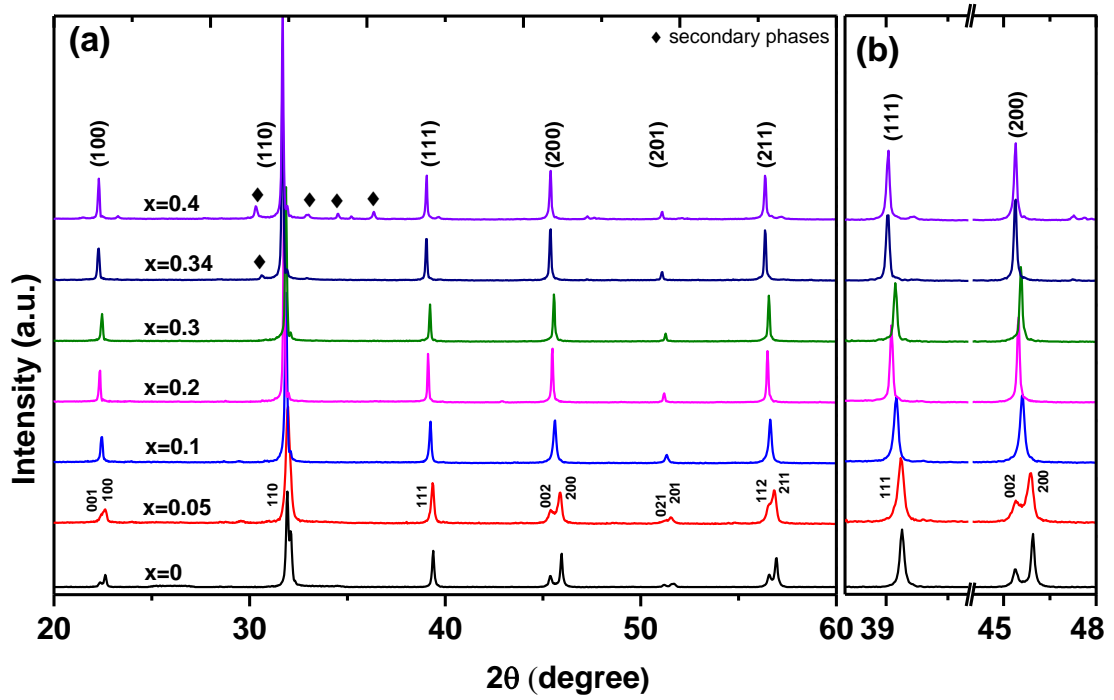 (a)
♦ secondary phases
(b)
(100)
(110)
(111)
(200)
(201)
(211)
(111)
(200)
x=0.4
x=0.34
x=0.3
x=0.2
x=0.1
x=0.05
x=0
001
100
110
111
002
200
021
201
112
211
111
002
200
Intensity (a.u.)
20 30 40 50 60
39 45 48
2θ (degree)